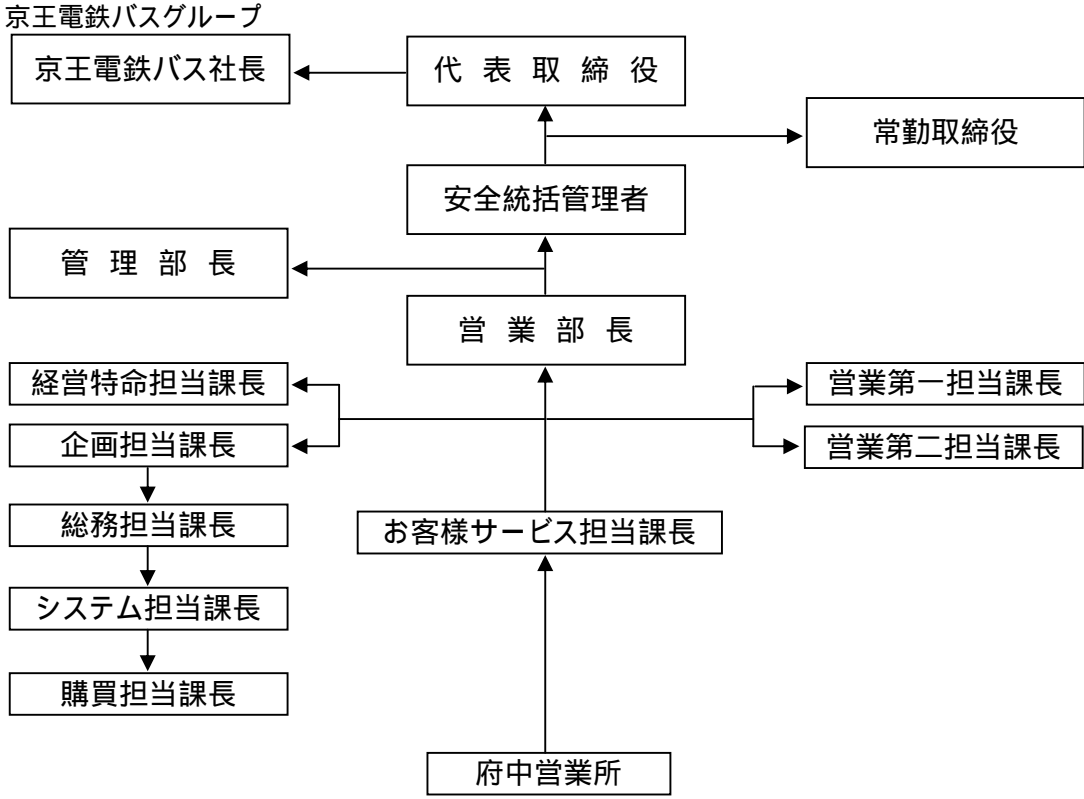 京王電鉄バスグループ
京王電鉄バス社長
代表取締役
常勤取締役
安全統括管理者
管理部長
営業部長
経営特命担当課長
営業第一担当課長
企画担当課長
営業第二担当課長
総務担当課長
お客様サービス担当課長
システム担当課長
購買担当課長
府中営業所